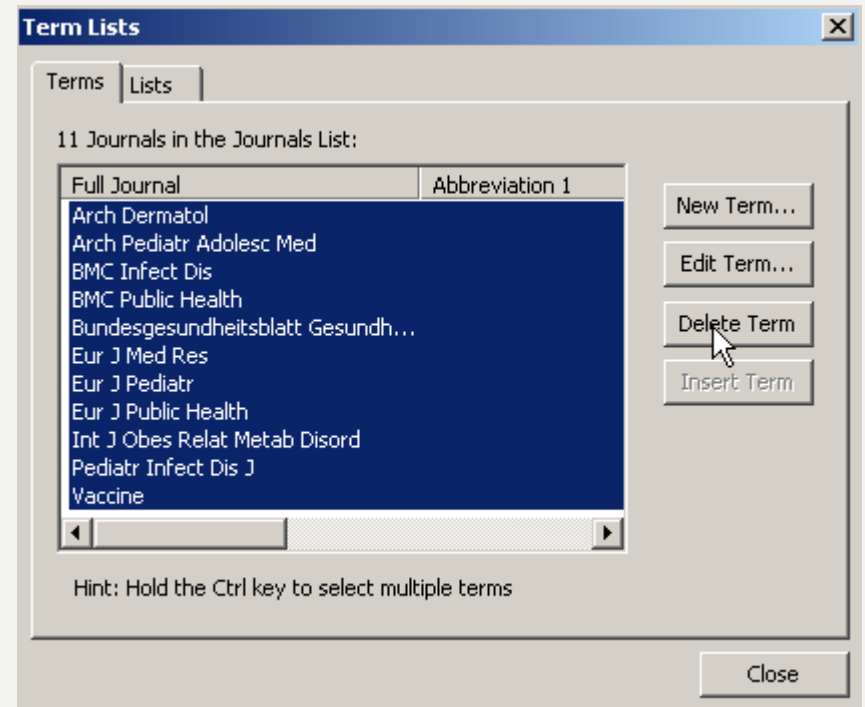 Term Lists
Terms Lists
11 Journals in the Journals List:
Full Journal Abbreviation 1
Arch Dermatol
Arch Pediatr Adolesc Med
BMC Infect Dis
BMC Public Health
Bundesgesundheitsblatt Gesundh...
Eur J Med Res
Eur J Pediatr
Eur J Public Health
Int J Obes Relat Metab Disord
Pediatr Infect Dis J
Vaccine
New Term...
Edit Term...
Delete Term
Insert Term
Hint: Hold the Ctrl key to select multiple terms
Close